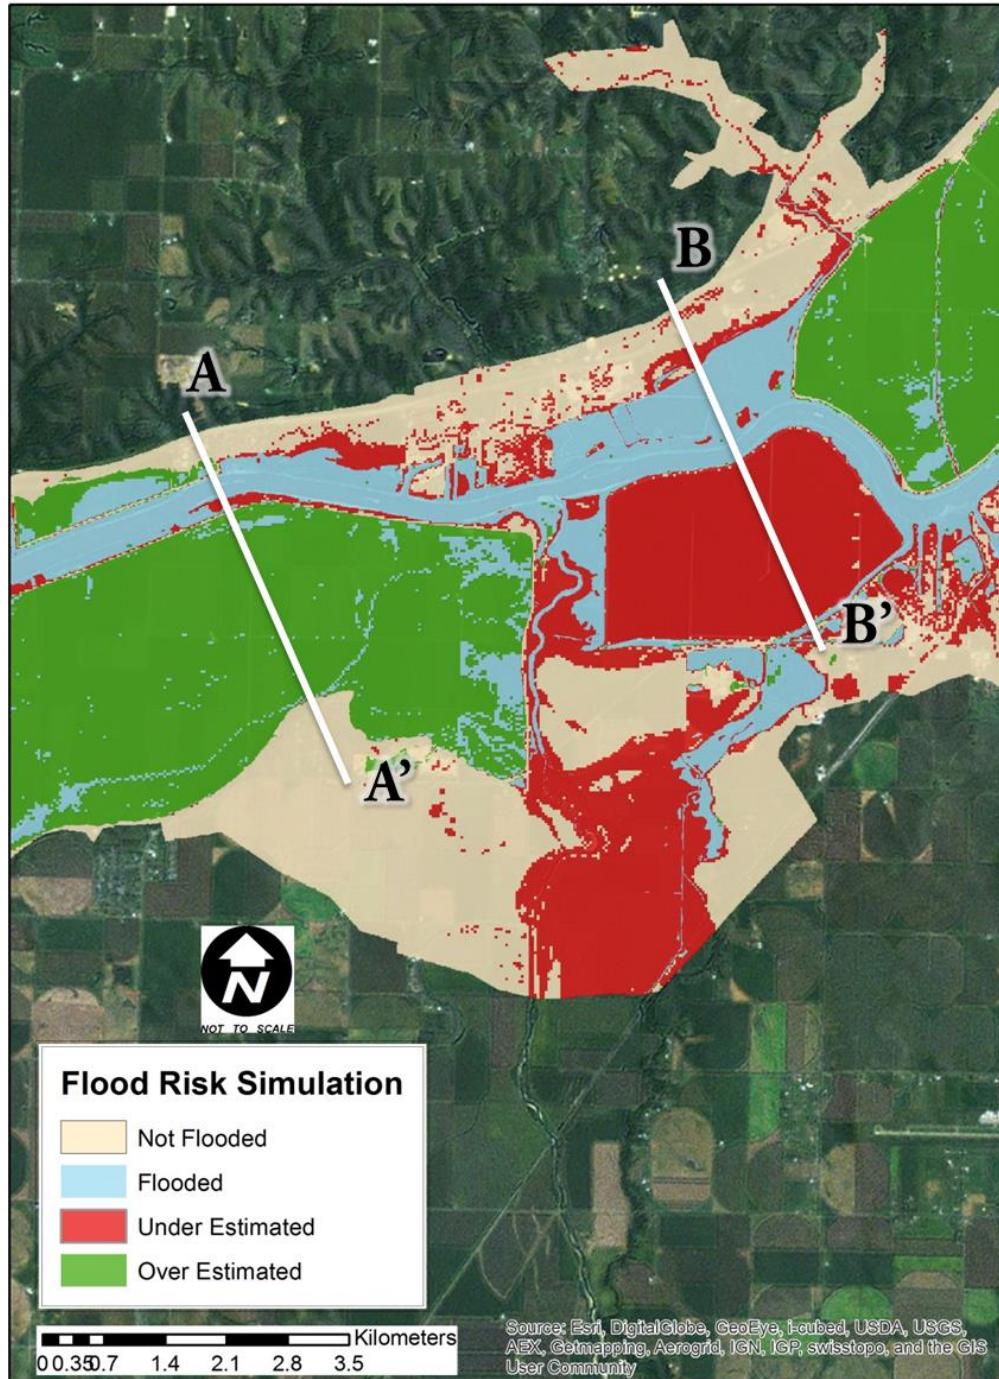 B
A
B’
A’
N
NOT TO SCALE
Flood Risk Simulation
Not Flooded
Flooded
Under Estimated
Over Estimated
Kilometers
0 0.35 0.7 1.4 2.1 2.8 3.5
Source: Esri, DigitalGlobe, GeoEye, i-cubed, USDA, USGS,
AEX, Getmapping, Aerogrid, IGN, IGP, swisstopo, and the GIS
User Community